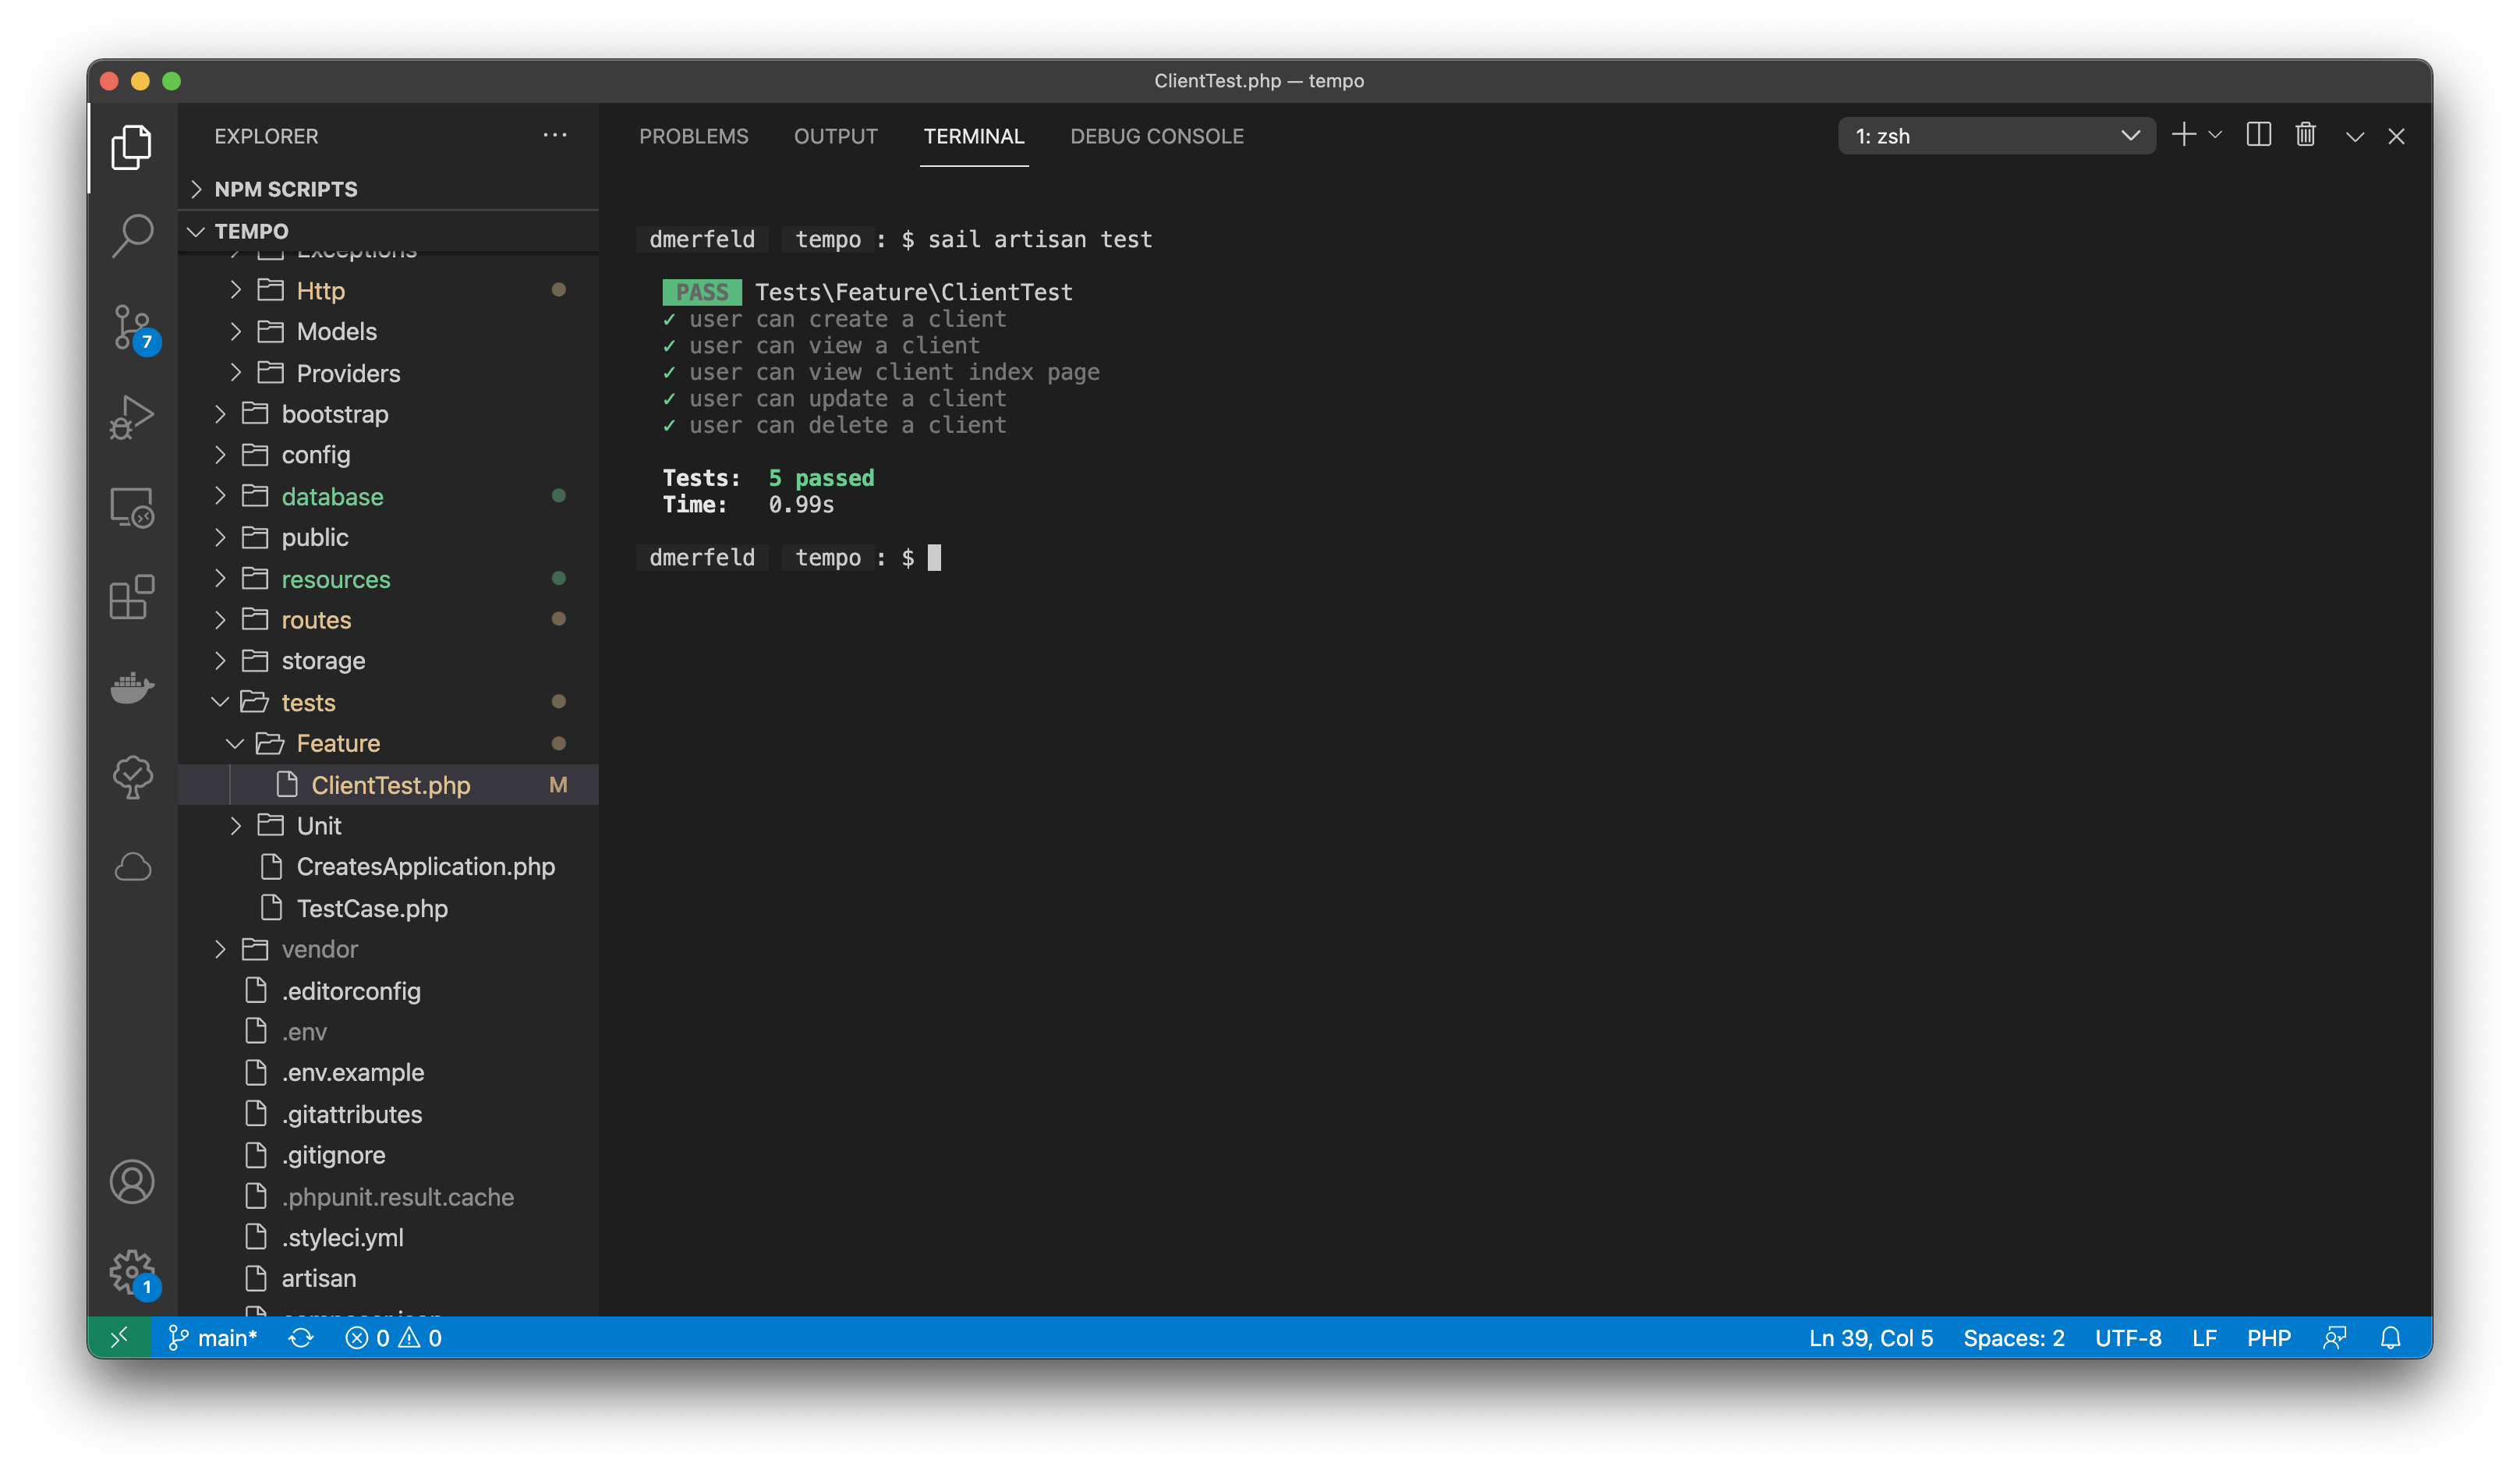 ClientTest.php — tempo
EXPLORER
NPM SCRIPTS
TEMPO
Exceptions
Http
Models
Providers
bootstrap
config
database
public
resources
routes
storage
tests
Feature
ClientTest.php M
Unit
CreatesApplication.php
TestCase.php
vendor
.editorconfig
.env
.env.example
.gitattributes
.gitignore
.phpunit.result.cache
.styleci.yml
artisan
7
1
PROBLEMS OUTPUT TERMINAL DEBUG CONSOLE 1: zsh
dmerfeld tempo : $ sail artisan test
PASS Tests\Feature\ClientTest
✓ user can create a client
✓ user can view a client
✓ user can view client index page
✓ user can update a client
✓ user can delete a client
Tests: 5 passed
Time: 0.99s
dmerfeld tempo : $
main* 0 0 Ln 39, Col 5 Spaces: 2 UTF-8 LF PHP